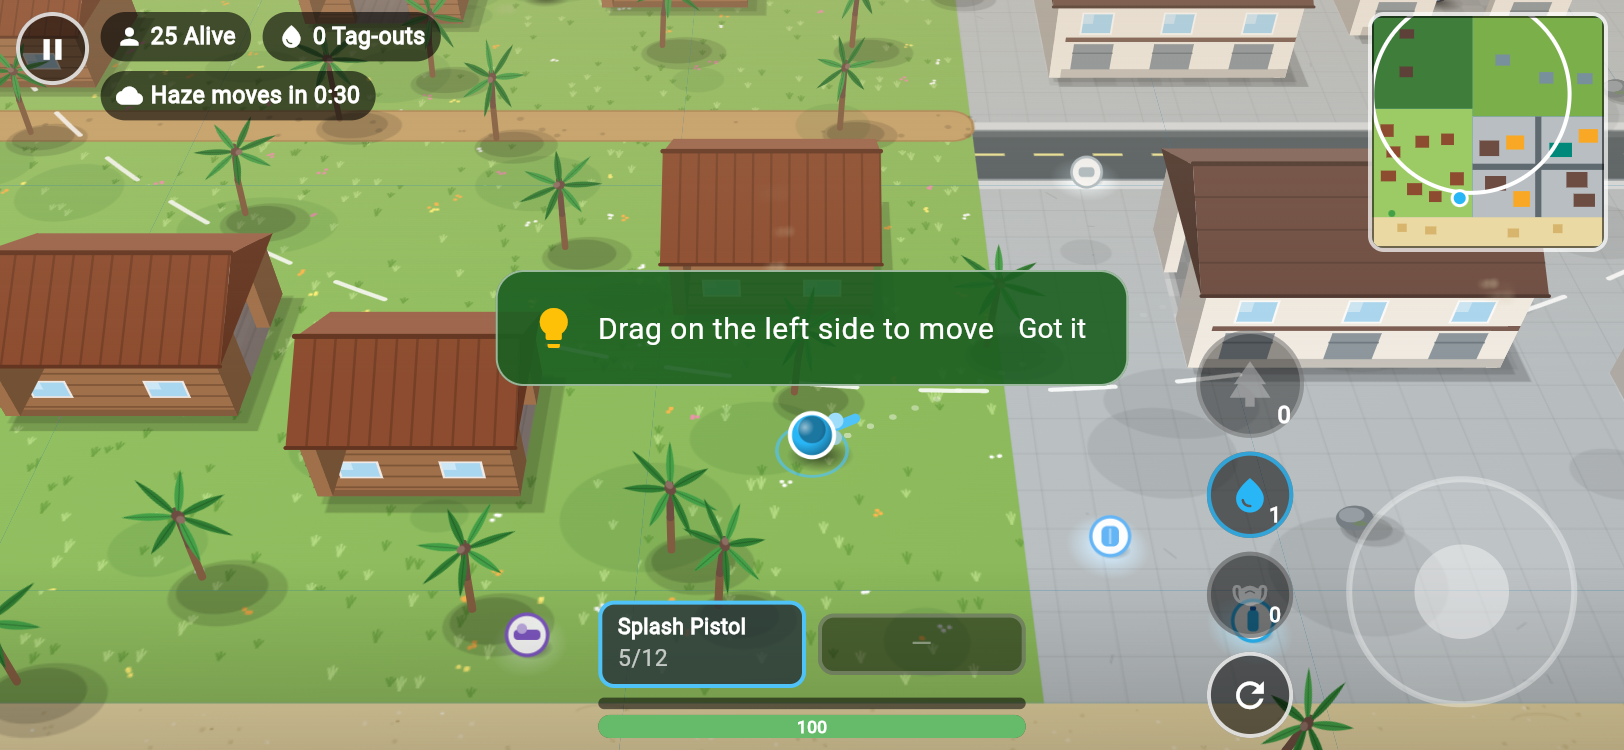 25 Alive
0 Tag-outs
Haze moves in 0:30
Drag on the left side to move
Got it
0
1
0
Splash Pistol
5/12
—
100